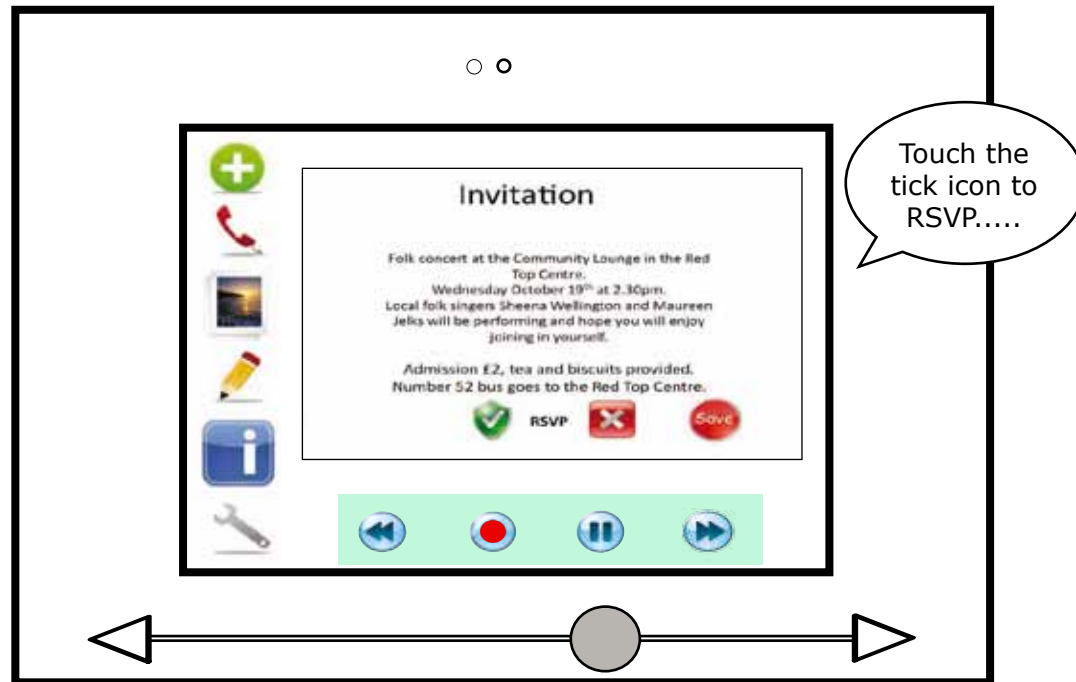 Touch the
tick icon to
RSVP.....
Invitation
Folk concert at the Community Lounge in the Red
Top Centre.
Wednesday October 19th at 2.30pm.
Local folk singers Sheena Wellington and Maureen
Jelks will be performing and hope you will enjoy
joining in yourself.
Admission £2, tea and biscuits provided.
Number 52 bus goes to the Red Top Centre.
RSVP
Save